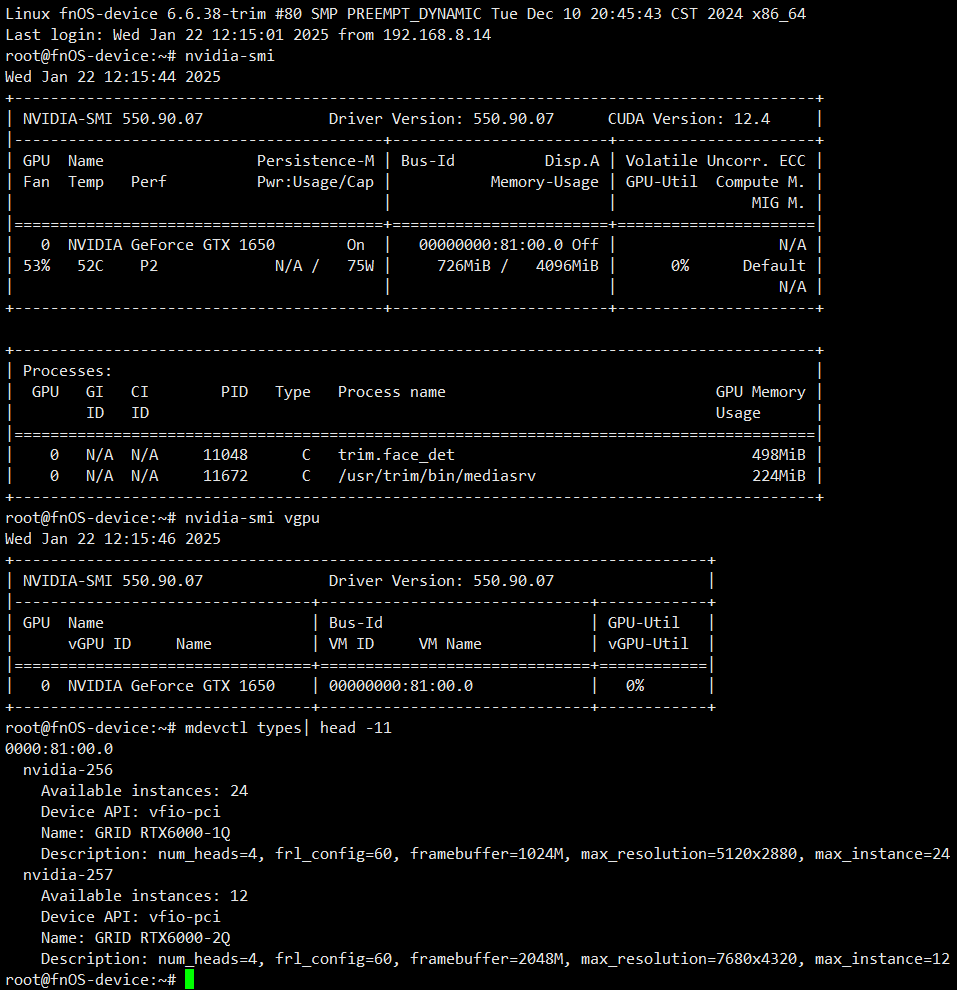 Linux fnOS-device 6.6.38-trim #80 SMP PREEMPT_DYNAMIC Tue Dec 10 20:45:43 CST 2024 x86_64
Last login: Wed Jan 22 12:15:01 2025 from 192.168.8.14
root@fnOS-device:~# nvidia-smi
Wed Jan 22 12:15:44 2025
+-----------------------------------------------------------------------------------------+
| NVIDIA-SMI 550.90.07              Driver Version: 550.90.07      CUDA Version: 12.4     |
|-----------------------------------------+------------------------+----------------------+
| GPU  Name                 Persistence-M | Bus-Id          Disp.A | Volatile Uncorr. ECC |
| Fan  Temp   Perf          Pwr:Usage/Cap |           Memory-Usage | GPU-Util  Compute M. |
|                                         |                        |               MIG M. |
|=========================================+========================+======================|
|   0  NVIDIA GeForce GTX 1650        On  |   00000000:81:00.0 Off |                  N/A |
| 53%   52C    P2             N/A /   75W |     726MiB /   4096MiB |      0%      Default |
|                                         |                        |                  N/A |
+-----------------------------------------+------------------------+----------------------+
+-----------------------------------------------------------------------------------------+
| Processes:                                                                              |
|  GPU   GI   CI        PID   Type   Process name                              GPU Memory |
|        ID   ID                                                               Usage      |
|=========================================================================================|
|    0   N/A  N/A     11048      C   trim.face_det                                 498MiB |
|    0   N/A  N/A     11672      C   /usr/trim/bin/mediasrv                        224MiB |
+-----------------------------------------------------------------------------------------+
root@fnOS-device:~# nvidia-smi vgpu
Wed Jan 22 12:15:46 2025
+-----------------------------------------------------------------------------+
| NVIDIA-SMI 550.90.07              Driver Version: 550.90.07                 |
|---------------------------------+------------------------------+------------+
| GPU  Name                       | Bus-Id                       | GPU-Util   |
|      vGPU ID     Name           | VM ID     VM Name            | vGPU-Util  |
|=================================+==============================+============|
|   0  NVIDIA GeForce GTX 1650    | 00000000:81:00.0             |   0%       |
+---------------------------------+------------------------------+------------+
root@fnOS-device:~# mdevctl types| head -11
0000:81:00.0
  nvidia-256
    Available instances: 24
    Device API: vfio-pci
    Name: GRID RTX6000-1Q
    Description: num_heads=4, frl_config=60, framebuffer=1024M, max_resolution=5120x2880, max_instance=24
  nvidia-257
    Available instances: 12
    Device API: vfio-pci
    Name: GRID RTX6000-2Q
    Description: num_heads=4, frl_config=60, framebuffer=2048M, max_resolution=7680x4320, max_instance=12
root@fnOS-device:~#